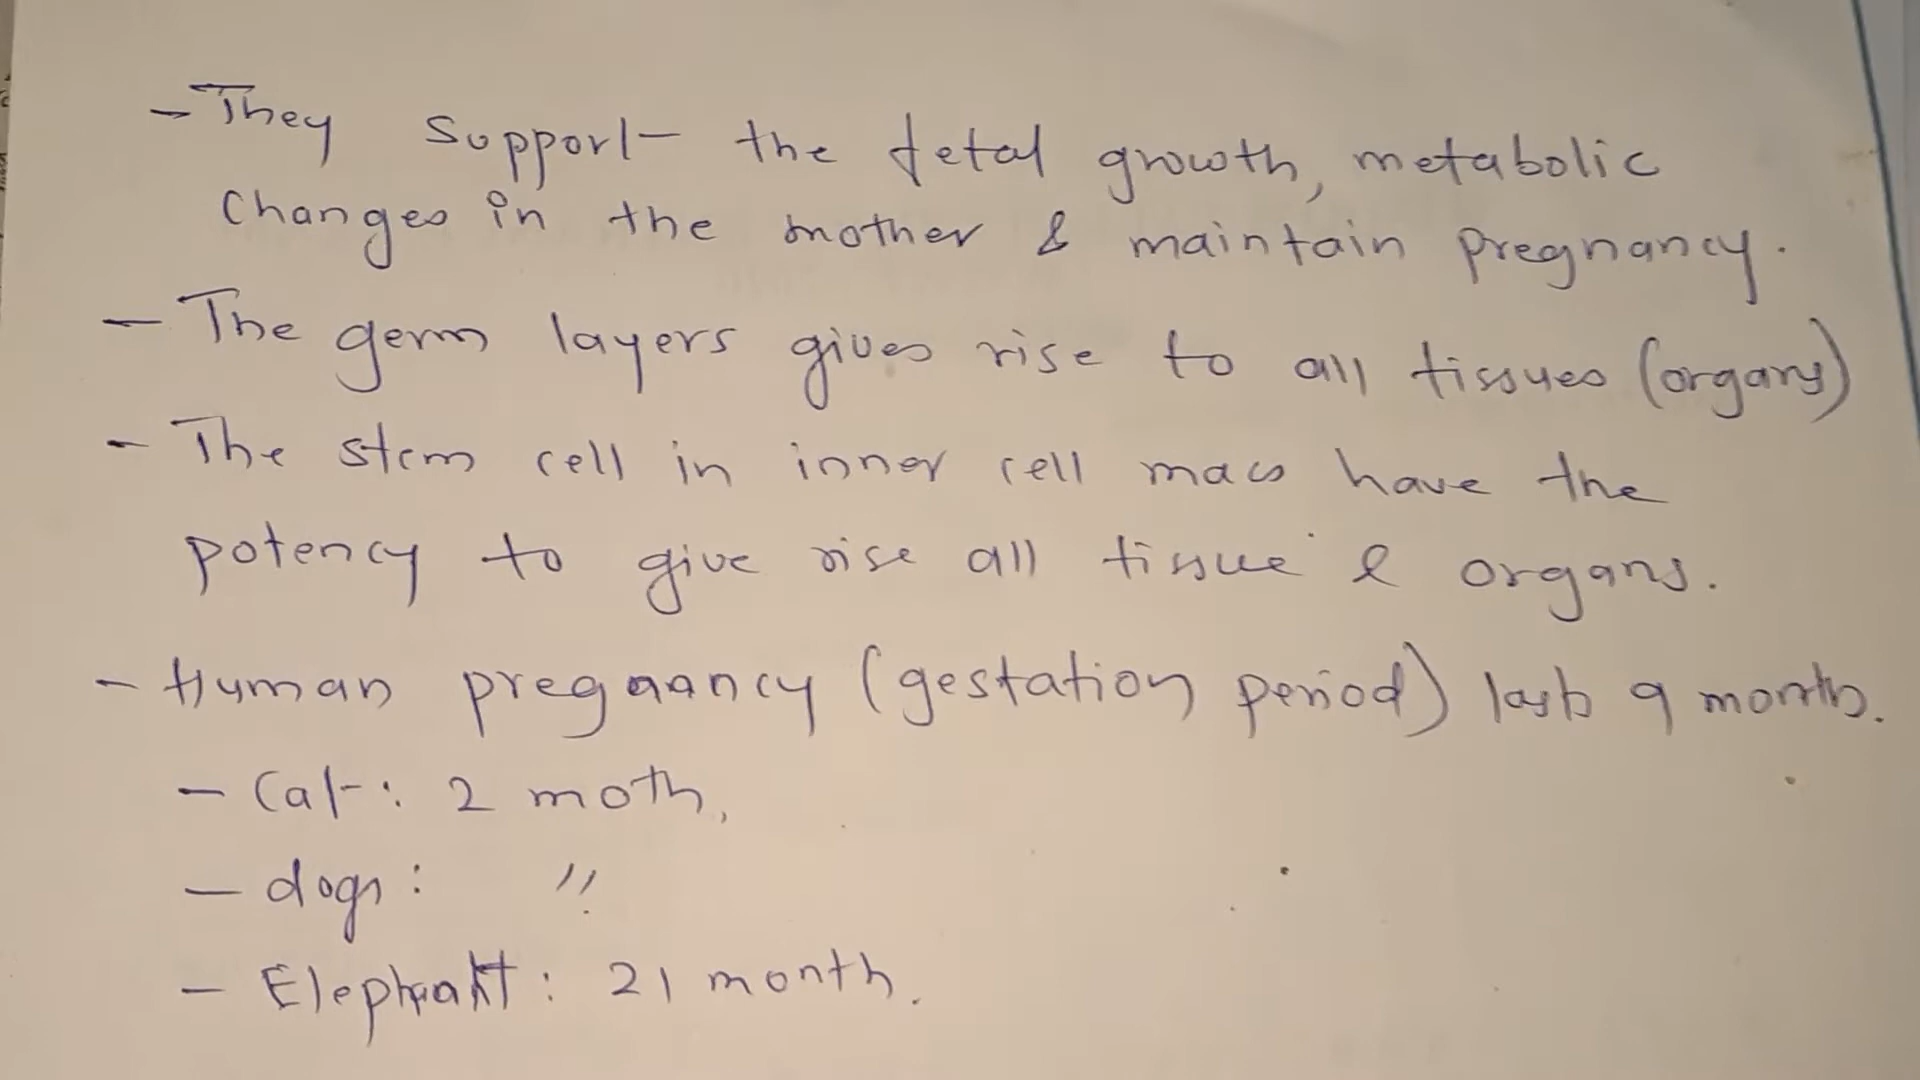 - They support the fetal growth, metabolic
changes in the mother & maintain pregnancy.
- The germ layers gives rise to all tissues (organs)
- The stem cell in inner cell mass have the
potency to give rise all tissue & organs.
- Human pregnancy (gestation period) lasts 9 months.
- Cat: 2 moth,
- dogs: "
- Elephant: 21 month.